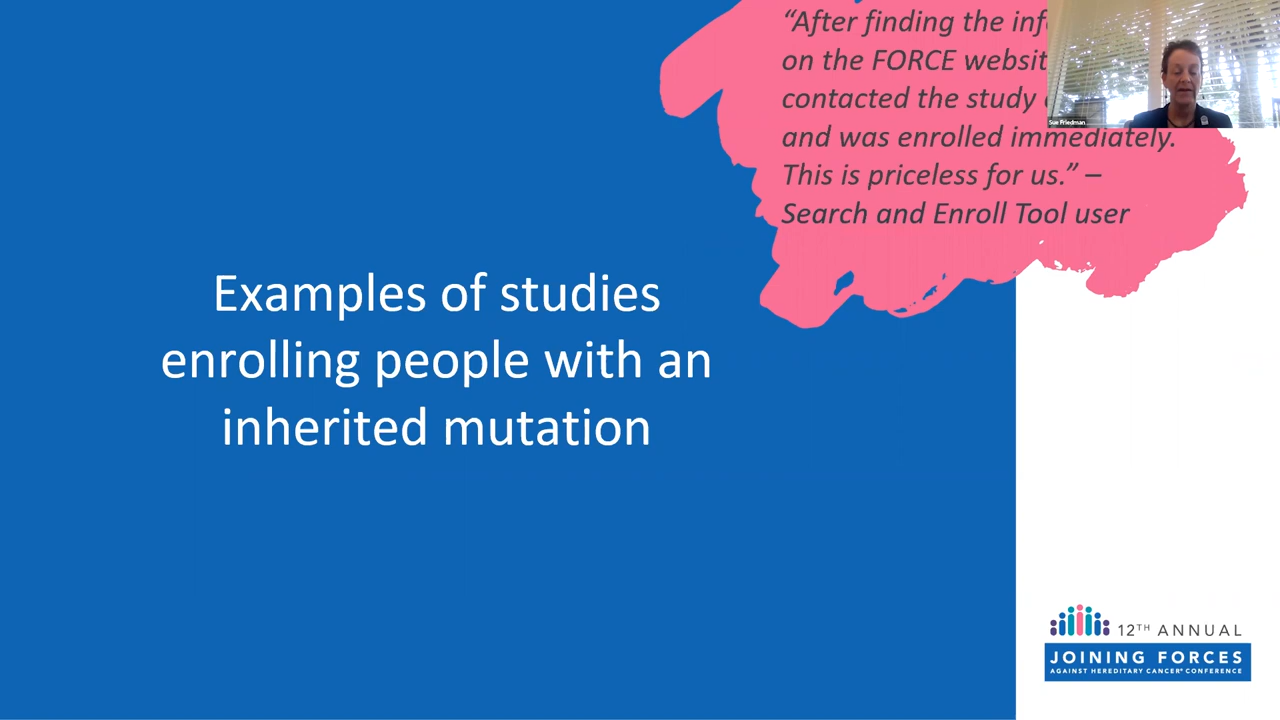 “After finding the
on the FORCE
contacted the study
and was enrolled immediately.
This is priceless for us.” –
Search and Enroll Tool user
Sue Friedman
Examples of studies
enrolling people with an
inherited mutation
12TH ANNUAL
JOINING FORCES
AGAINST HEREDITARY CANCER® CONFERENCE